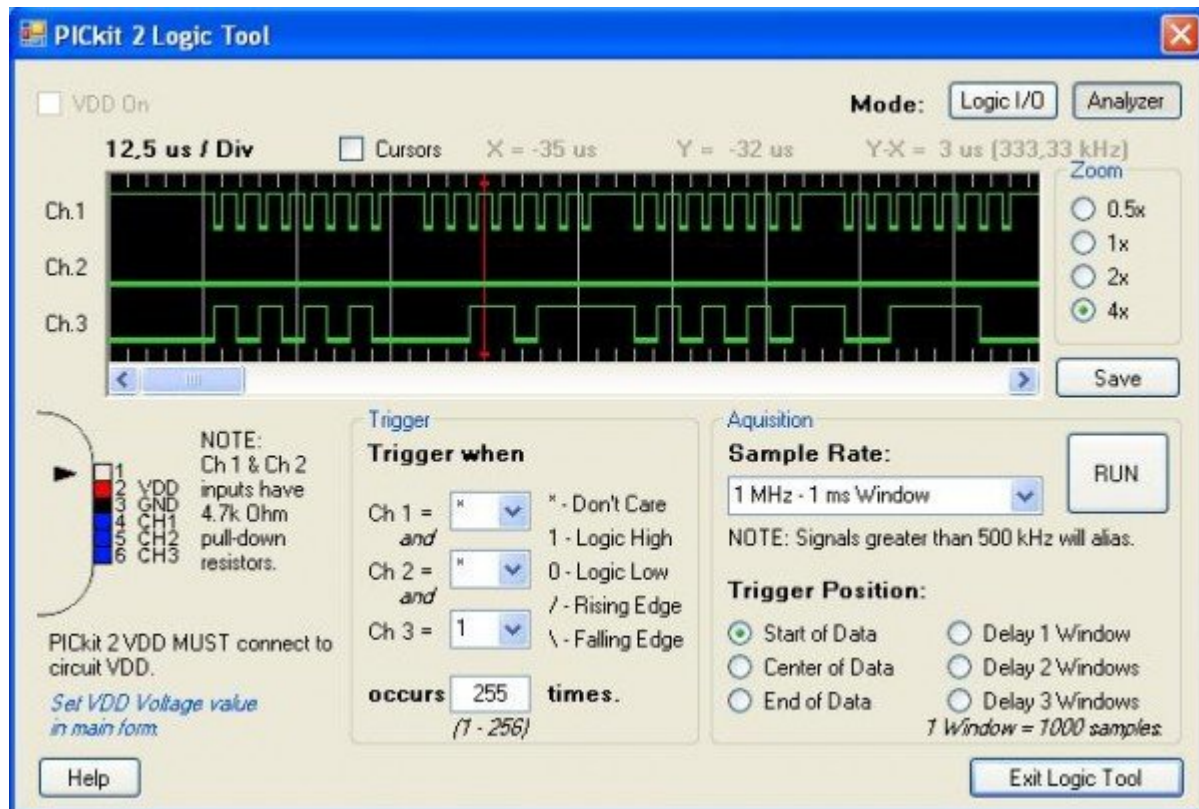 PICkit 2 Logic Tool
VDD On
Mode: Logic I/O Analyzer
12,5 us / Div Cursors X = -35 us Y = -32 us Y-X = 3 us (333,33 kHz)
Zoom
Ch.1
0.5x
1x
Ch.2
2x
Ch.3
4x
Save
NOTE:
Ch 1 & Ch 2
inputs have
4.7k Ohm
pull-down
resistors.
1
2 VDD
3 GND
4 CH1
5 CH2
6 CH3
PICkit 2 VDD MUST connect to
circuit VDD.
Set VDD Voltage value
in main form.
Help
Trigger
Trigger when
Ch 1 = *
and
Ch 2 = *
and
Ch 3 = 1
* - Don't Care
1 - Logic High
0 - Logic Low
/ - Rising Edge
\ - Falling Edge
occurs 255 times.
(1 - 256)
Aquisition
Sample Rate:
1 MHz - 1 ms Window
RUN
NOTE: Signals greater than 500 kHz will alias.
Trigger Position:
Start of Data
Center of Data
End of Data
Delay 1 Window
Delay 2 Windows
Delay 3 Windows
1 Window = 1000 samples.
Exit Logic Tool